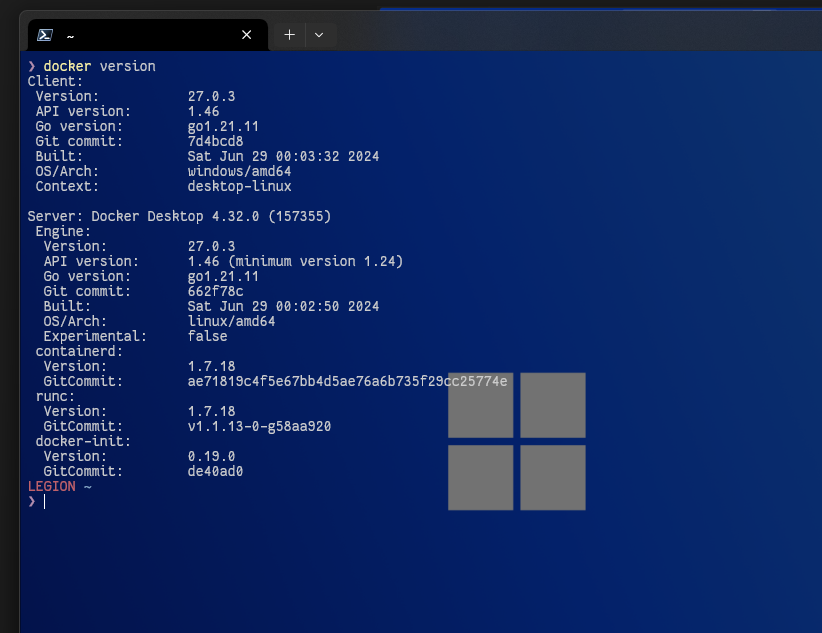 ~
❯ docker version
Client:
 Version:           27.0.3
 API version:       1.46
 Go version:        go1.21.11
 Git commit:        7d4bcd8
 Built:             Sat Jun 29 00:03:32 2024
 OS/Arch:           windows/amd64
 Context:           desktop-linux

Server: Docker Desktop 4.32.0 (157355)
 Engine:
  Version:          27.0.3
  API version:      1.46 (minimum version 1.24)
  Go version:       go1.21.11
  Git commit:       662f78c
  Built:            Sat Jun 29 00:02:50 2024
  OS/Arch:          linux/amd64
  Experimental:     false
 containerd:
  Version:          1.7.18
  GitCommit:        ae71819c4f5e67bb4d5ae76a6b735f29cc25774e
 runc:
  Version:          1.7.18
  GitCommit:        v1.1.13-0-g58aa920
 docker-init:
  Version:          0.19.0
  GitCommit:        de40ad0
LEGION ~
❯